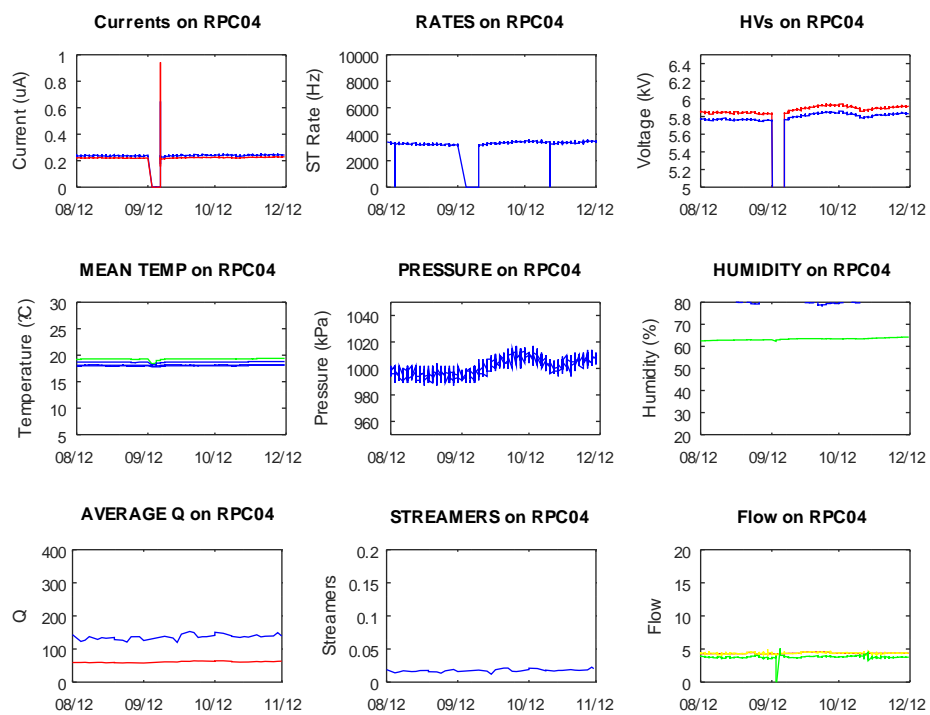 Currents on RPC04
RATES on RPC04
HVs on RPC04
Current (uA)
1
0.8
0.6
0.4
0.2
0
08/12 09/12 10/12 12/12
ST Rate (Hz)
10000
8000
6000
4000
2000
0
08/12 09/12 10/12 12/12
Voltage (kV)
6.4
6.2
6
5.8
5.6
5.4
5.2
5
08/12 09/12 10/12 12/12
MEAN TEMP on RPC04
PRESSURE on RPC04
HUMIDITY on RPC04
Temperature (?C)
30
25
20
15
10
5
08/12 09/12 10/12 12/12
Pressure (kPa)
1040
1020
1000
980
960
08/12 09/12 10/12 12/12
Humidity (%)
80
70
60
50
40
30
20
08/12 09/12 10/12 12/12
AVERAGE Q on RPC04
STREAMERS on RPC04
Flow on RPC04
Q
400
300
200
100
0
08/12 09/12 10/12 11/12
Streamers
0.2
0.15
0.1
0.05
0
08/12 09/12 10/12 11/12
Flow
20
15
10
5
0
08/12 09/12 10/12 12/12